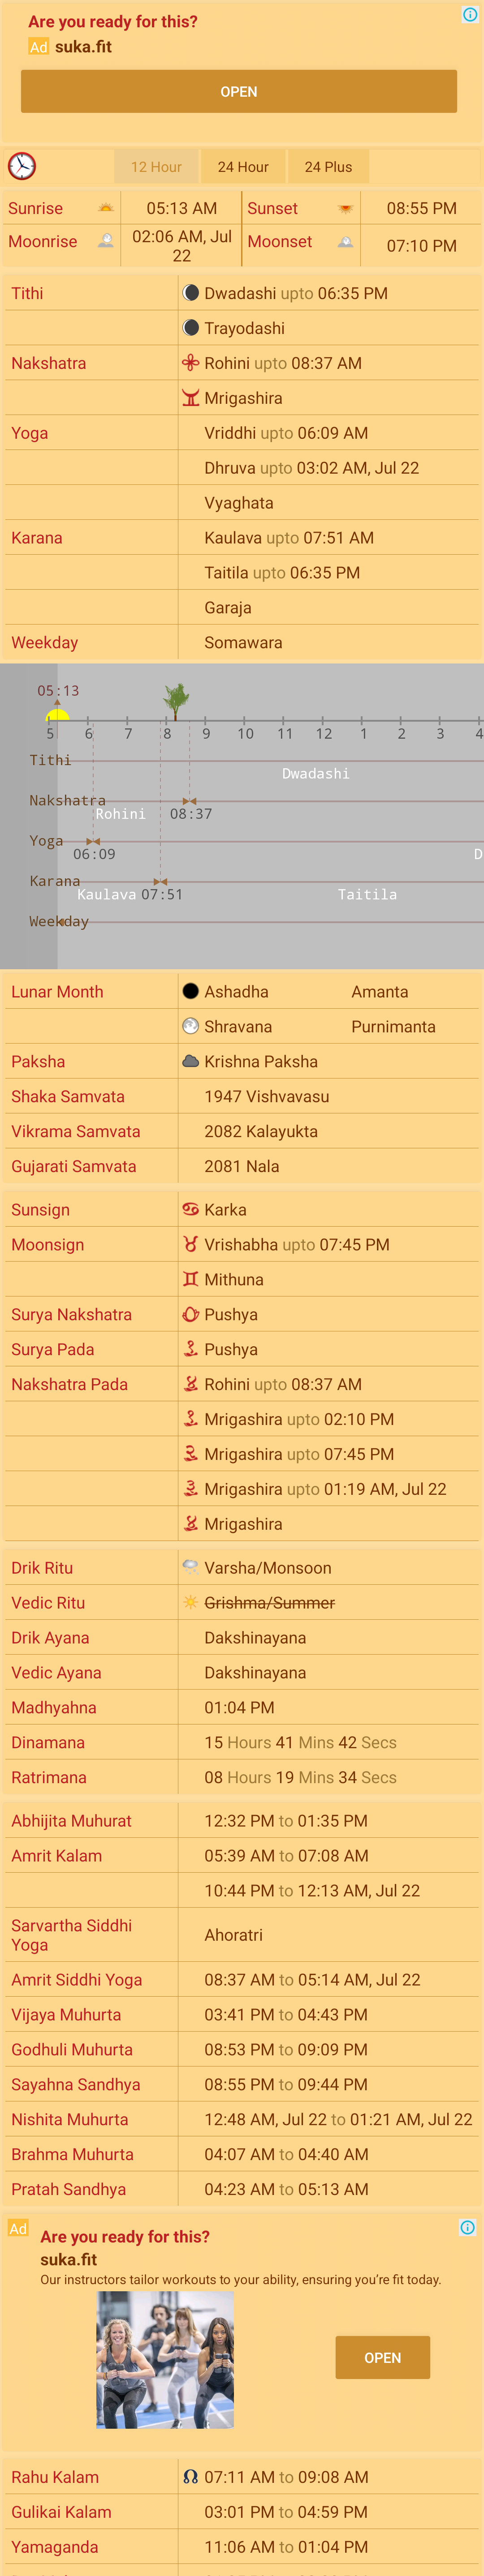 Are you ready for this?
Ad suka.fit
OPEN
12 Hour 24 Hour 24 Plus
Sunrise 05:13 AM Sunset 08:55 PM
Moonrise 02:06 AM, Jul 22 Moonset 07:10 PM
Tithi Dwadashi upto 06:35 PM
Trayodashi
Nakshatra Rohini upto 08:37 AM
Mrigashira
Yoga Vriddhi upto 06:09 AM
Dhruva upto 03:02 AM, Jul 22
Vyaghata
Karana Kaulava upto 07:51 AM
Taitila upto 06:35 PM
Garaja
Weekday Somawara
05:13
5 6 7 8 9 10 11 12 1 2 3 4
Tithi
Dwadashi
Nakshatra
Rohini 08:37
Yoga
06:09 D
Karana
Kaulava 07:51 Taitila
Weekday
Lunar Month Ashadha Amanta
Shravana Purnimanta
Paksha Krishna Paksha
Shaka Samvata 1947 Vishvavasu
Vikrama Samvata 2082 Kalayukta
Gujarati Samvata 2081 Nala
Sunsign Karka
Moonsign Vrishabha upto 07:45 PM
Mithuna
Surya Nakshatra Pushya
Surya Pada Pushya
Nakshatra Pada Rohini upto 08:37 AM
Mrigashira upto 02:10 PM
Mrigashira upto 07:45 PM
Mrigashira upto 01:19 AM, Jul 22
Mrigashira
Drik Ritu Varsha/Monsoon
Vedic Ritu Grishma/Summer
Drik Ayana Dakshinayana
Vedic Ayana Dakshinayana
Madhyahna 01:04 PM
Dinamana 15 Hours 41 Mins 42 Secs
Ratrimana 08 Hours 19 Mins 34 Secs
Abhijita Muhurat 12:32 PM to 01:35 PM
Amrit Kalam 05:39 AM to 07:08 AM
10:44 PM to 12:13 AM, Jul 22
Sarvartha Siddhi Yoga Ahoratri
Amrit Siddhi Yoga 08:37 AM to 05:14 AM, Jul 22
Vijaya Muhurta 03:41 PM to 04:43 PM
Godhuli Muhurta 08:53 PM to 09:09 PM
Sayahna Sandhya 08:55 PM to 09:44 PM
Nishita Muhurta 12:48 AM, Jul 22 to 01:21 AM, Jul 22
Brahma Muhurta 04:07 AM to 04:40 AM
Pratah Sandhya 04:23 AM to 05:13 AM
Ad
Are you ready for this?
suka.fit
Our instructors tailor workouts to your ability, ensuring you're fit today.
OPEN
Rahu Kalam 07:11 AM to 09:08 AM
Gulikai Kalam 03:01 PM to 04:59 PM
Yamaganda 11:06 AM to 01:04 PM